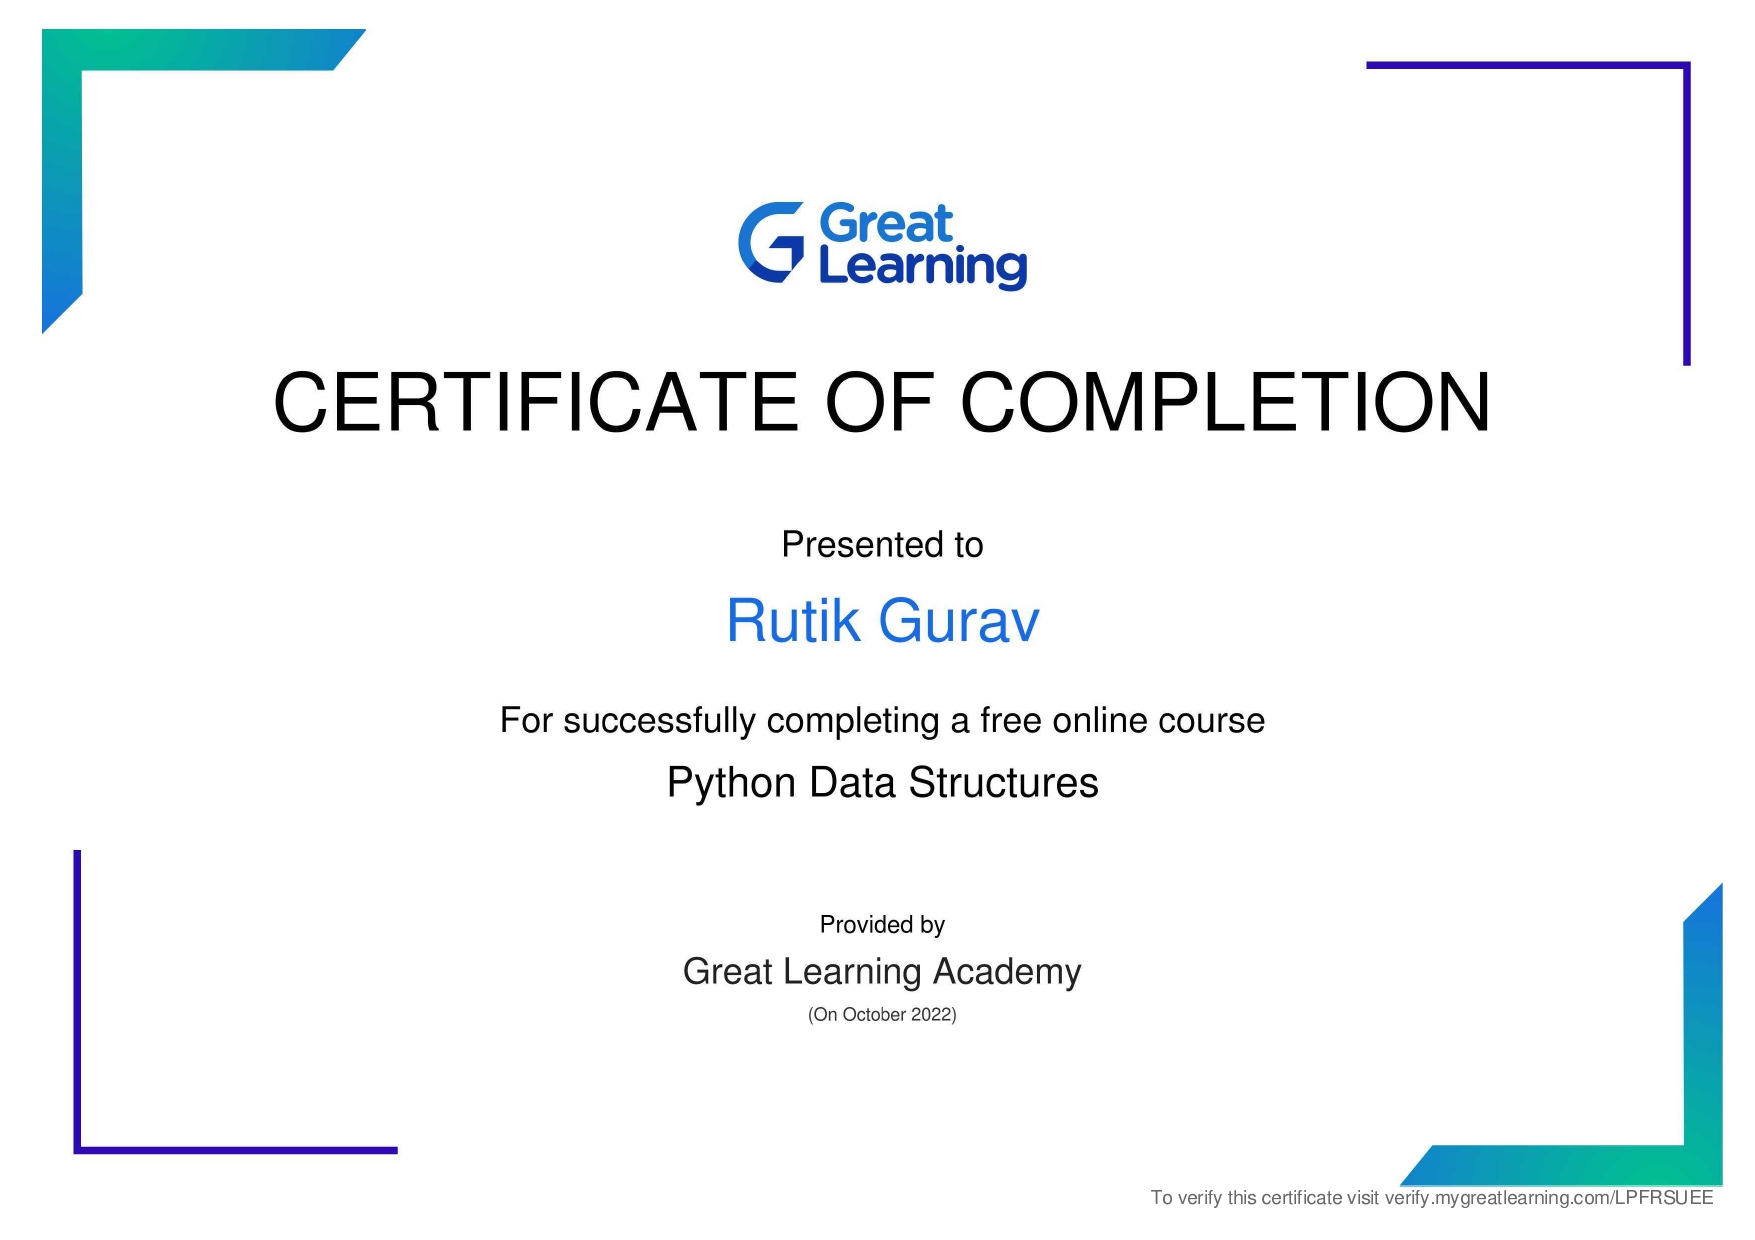 Great
Learning
CERTIFICATE OF COMPLETION
Presented to
Rutik Gurav
For successfully completing a free online course
Python Data Structures
Provided by
Great Learning Academy
(On October 2022)
To verify this certificate visit verify.mygreatlearning.com/LPFRSUEE